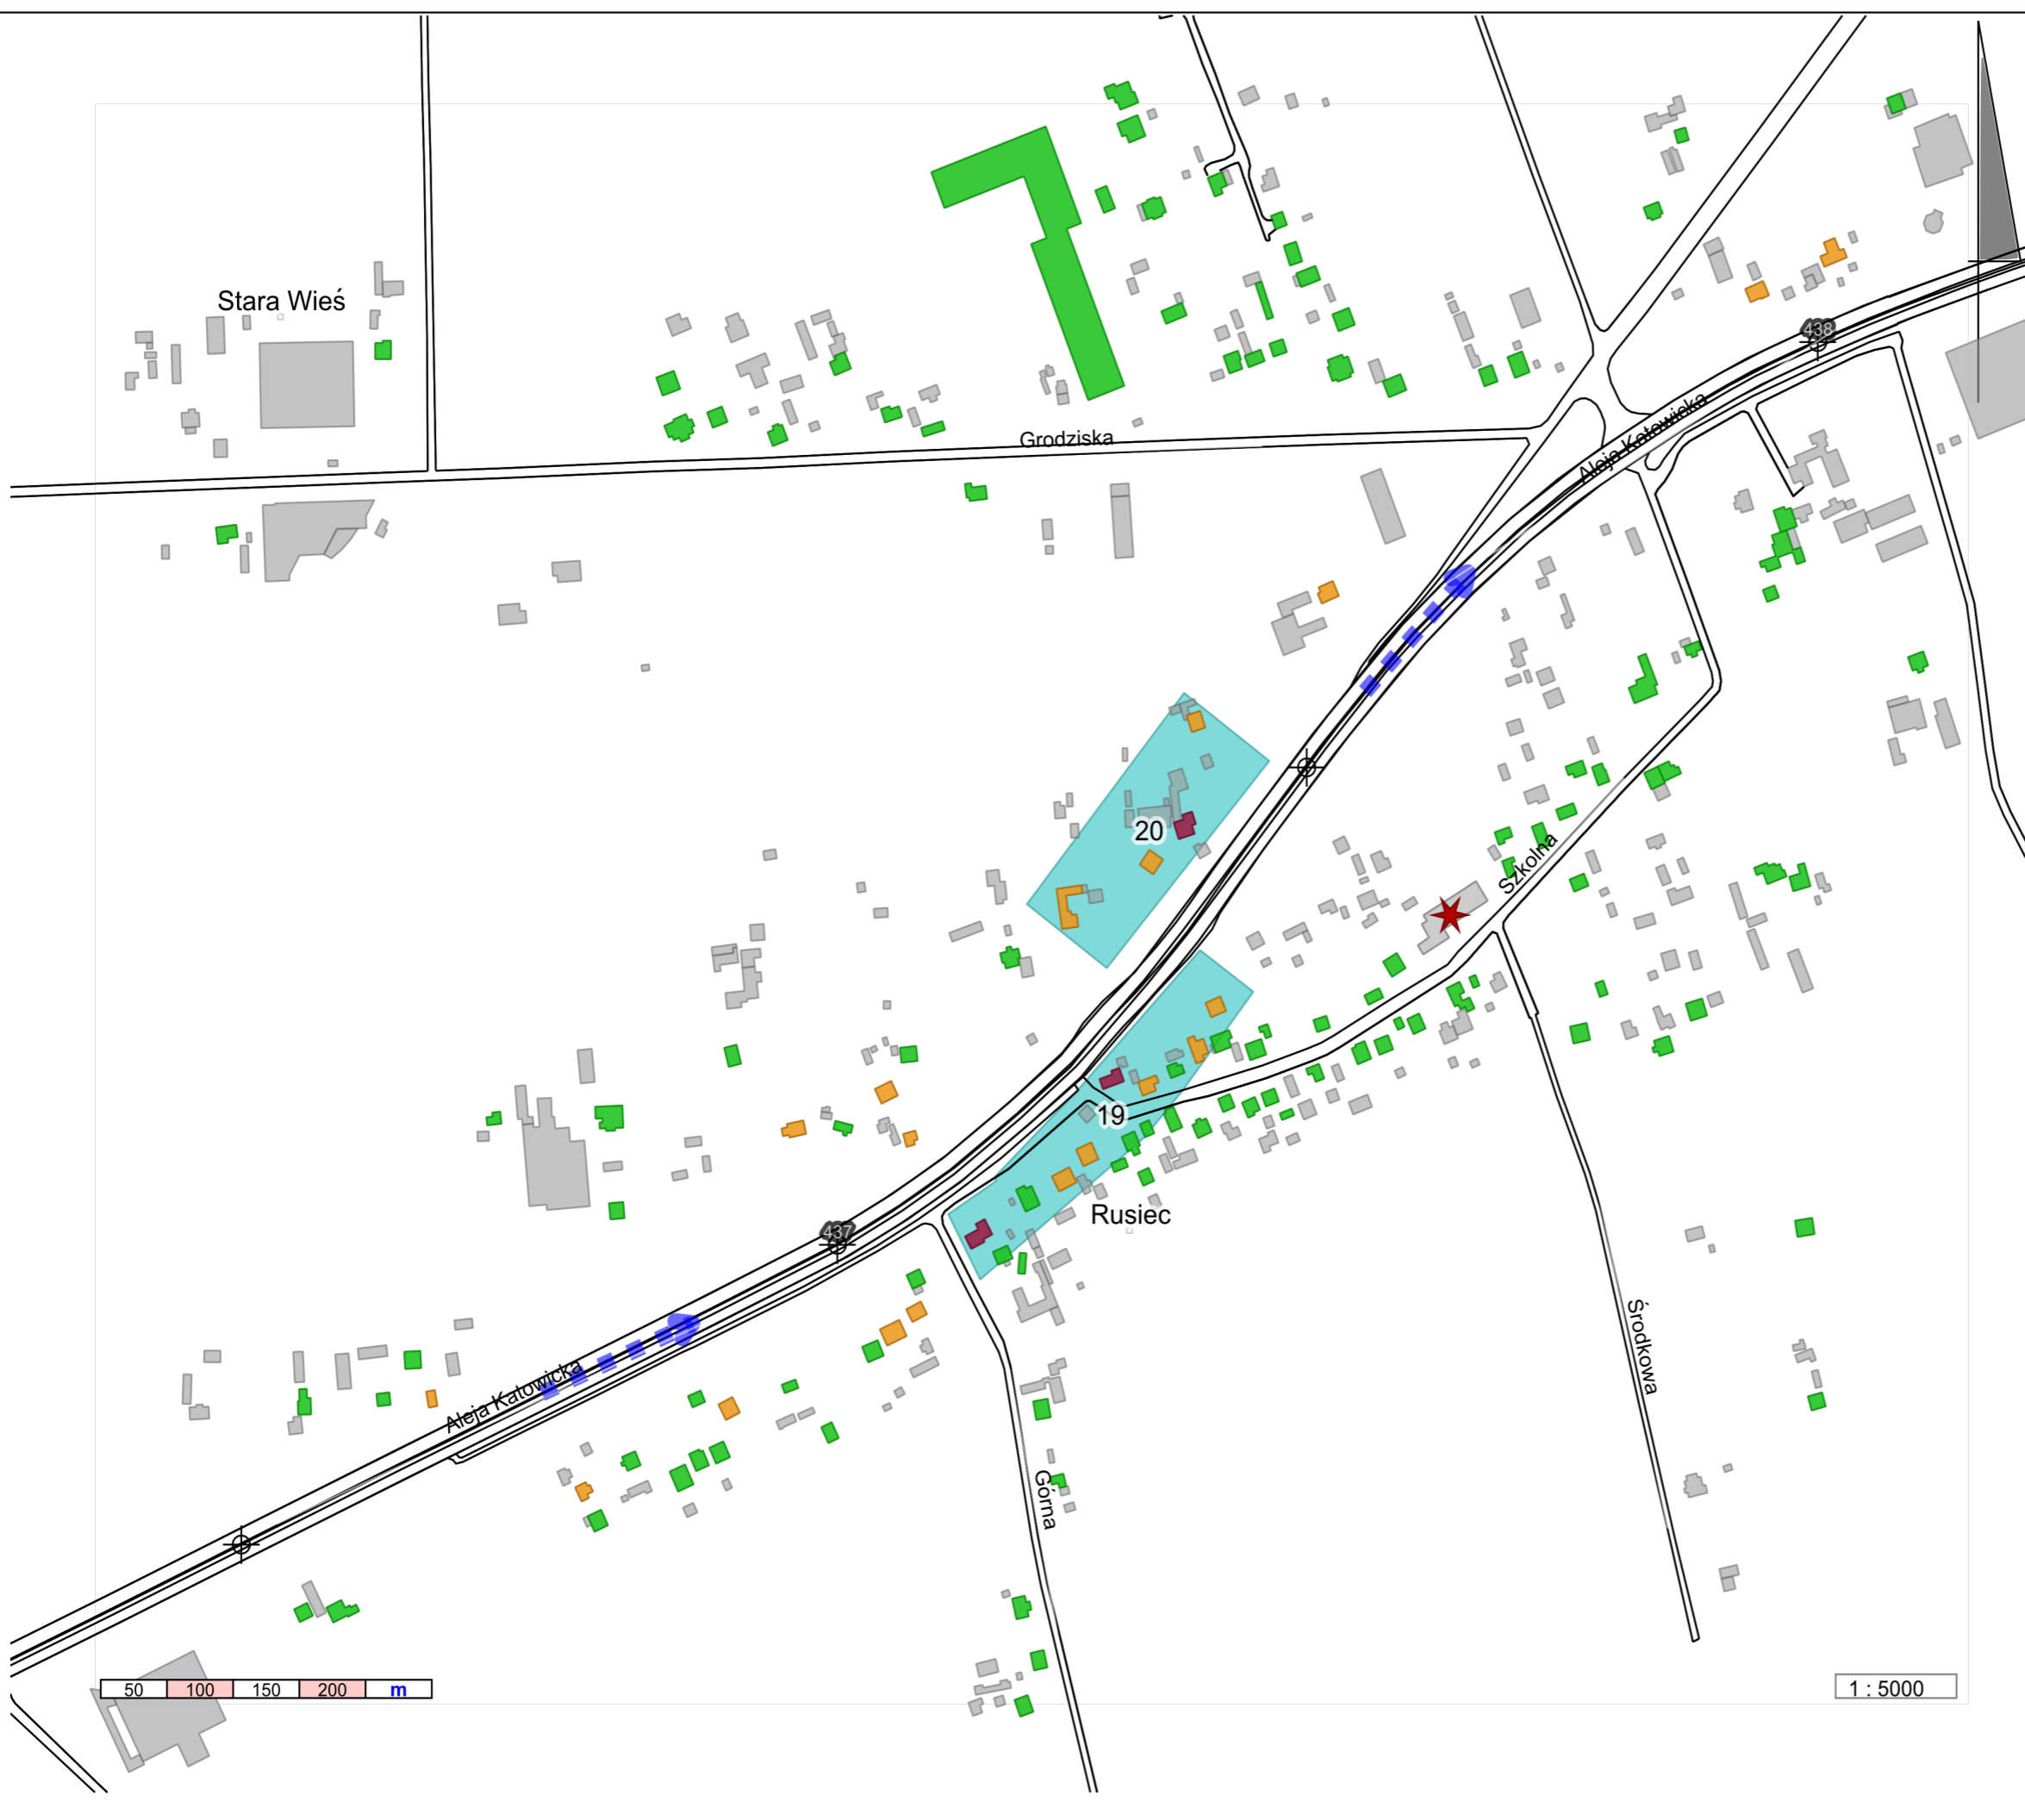 Stara Wieś
438
Aleja Katowicka
Grodziska
20
Szkolna
19
Rusiec
437
Środkowa
Aleja Katowicka
Górna
50 100 150 200 m
1 : 5000